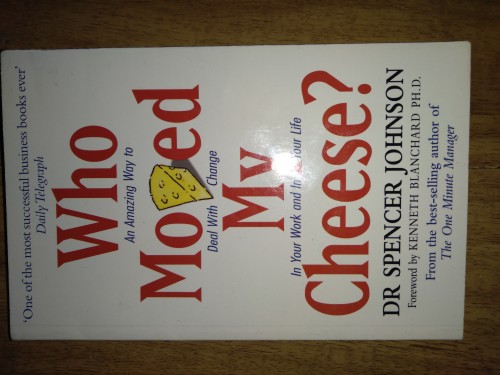 'One of the most successful business books ever'
Daily Telegraph
Who
An Amazing Way to
Moved
Deal With Change
My
In Your Work and In Your Life
Cheese?
DR SPENCER JOHNSON
Foreword by KENNETH BLANCHARD PH.D.
From the best-selling author of
The One Minute Manager